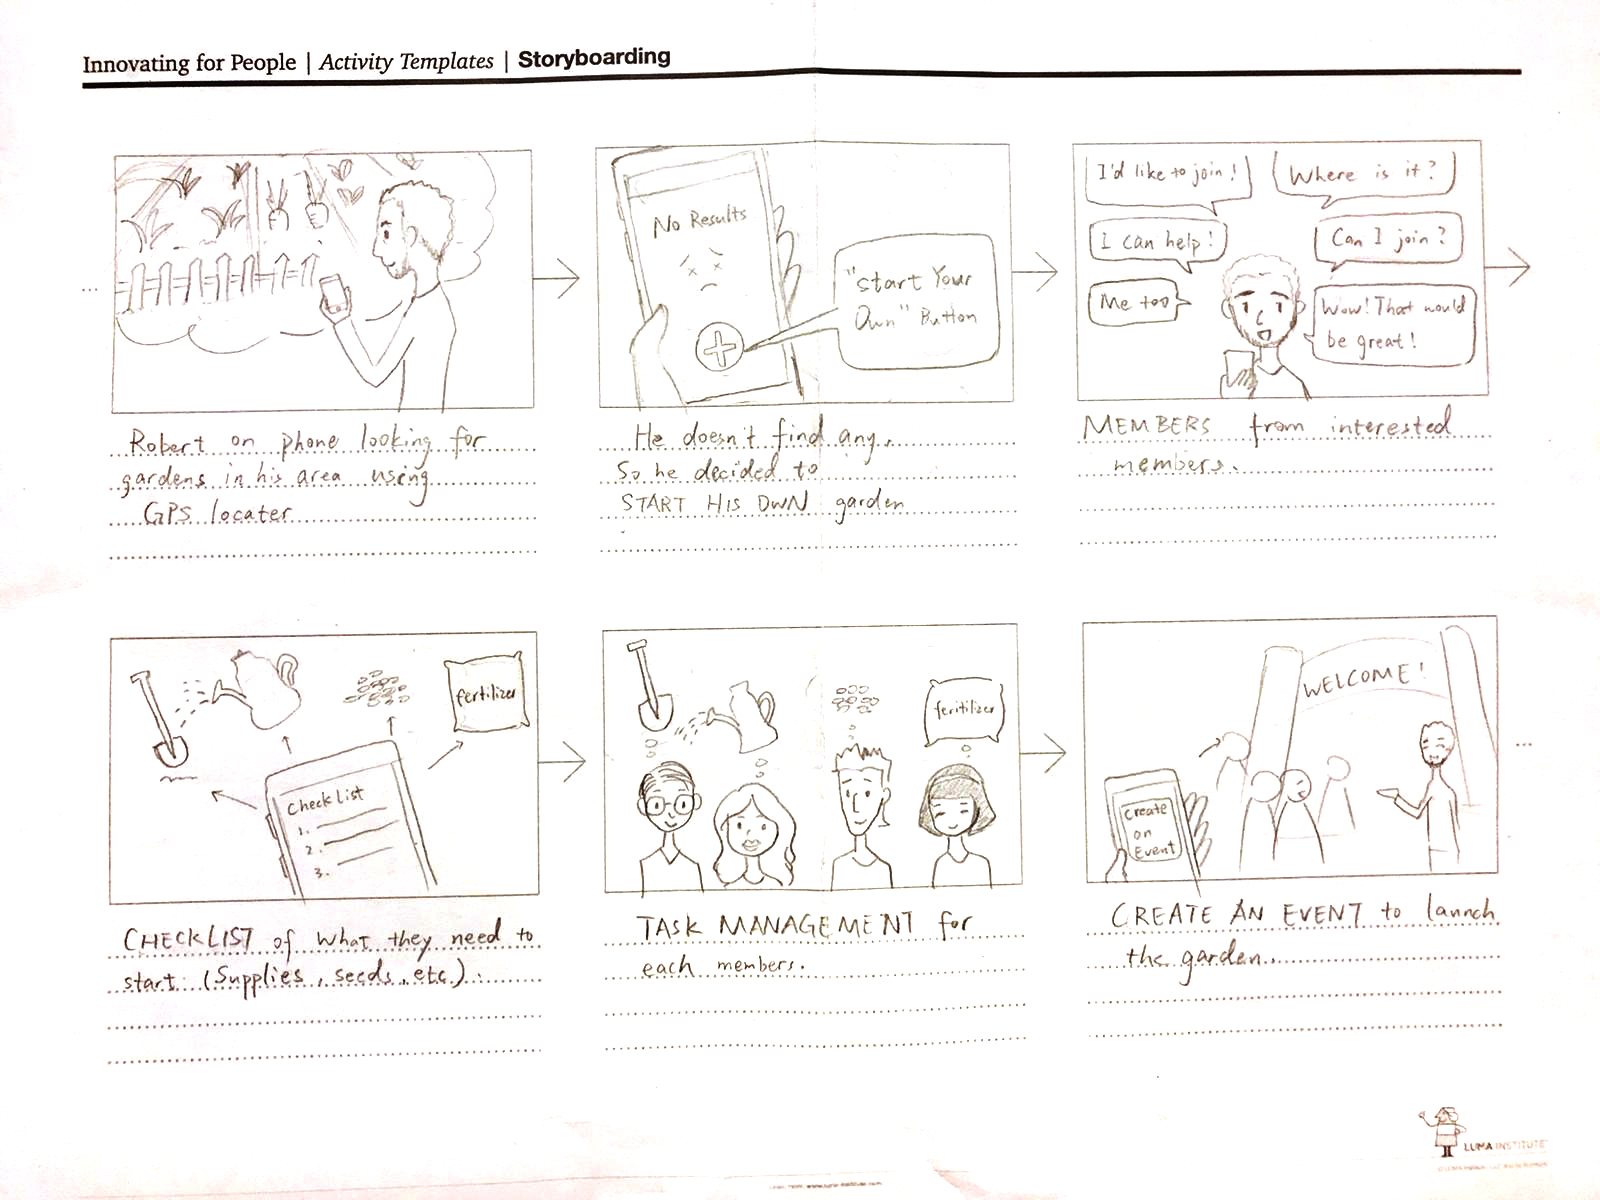 Innovating for People | Activity Templates | Storyboarding
Robert on phone looking for
gardens in his area using
GPS locater
No Results
"Start Your
Own" Button
He doesn't find any..
So he decided to
START HIS OWN garden
I'd like to join!
Where is it?
I can help!
Can I join?
Me too
Wow! That would
be great!
MEMBERS from interested
members.
fertilizer
Checklist
1.
2.
3.
CHECKLIST of what they need to
start (Supplies, seeds, etc.).
feritilizer
TASK MANAGEMENT for
each members.
WELCOME!
Create
on
Event
CREATE AN EVENT to launch
the garden..
LUMA INSTITUTE